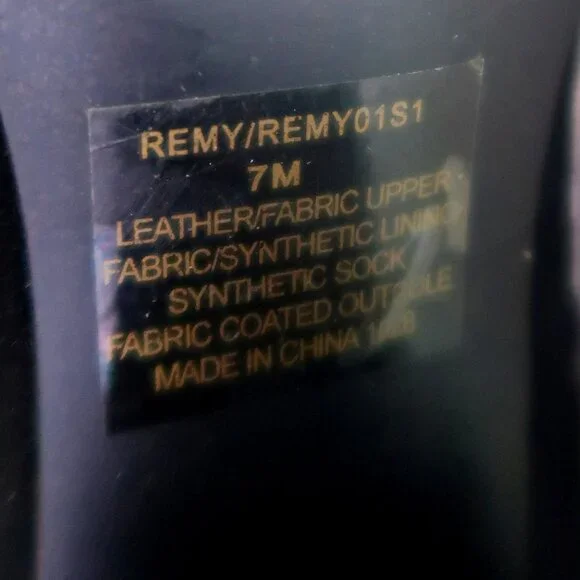 REMY/REMY01S1
7M
LEATHER/FABRIC UPPER
FABRIC/SYNTHETIC LINING
SYNTHETIC SOCK
FABRIC COATED OUTSOLE
MADE IN CHINA